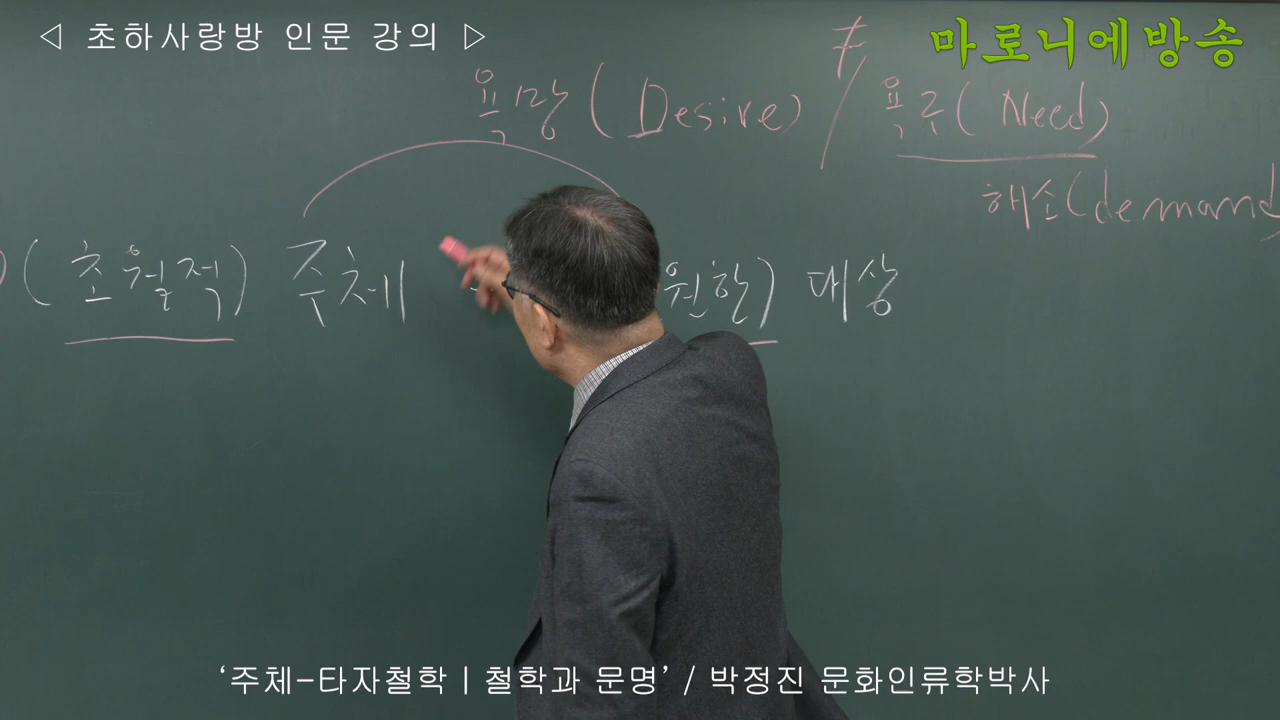 ◁ 초하사랑방 인문 강의 ▷
마로니에방송
욕망 (Desire) ≠ 욕구 (Need)
해소 (demand
(초월적) 주체
원한) 대상
‘주체-타자철학 | 철학과 문명’ / 박정진 문화인류학박사